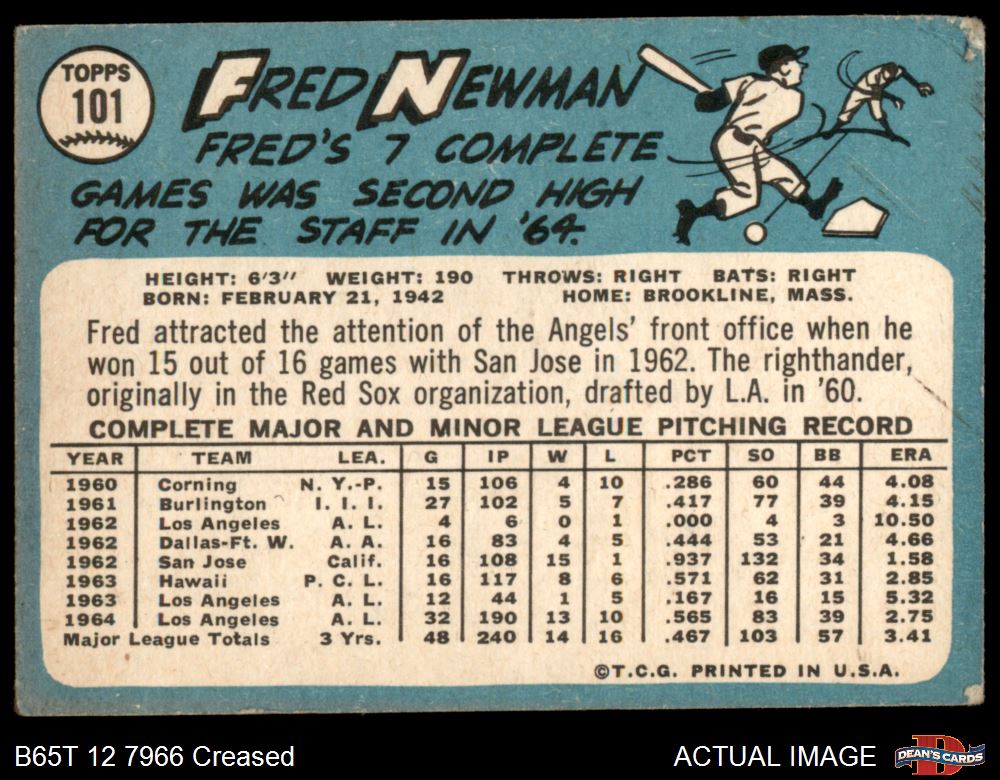 TOPPS
101
FRED NEWMAN
FRED'S 7 COMPLETE
GAMES WAS SECOND HIGH
FOR THE STAFF IN '64.
HEIGHT: 6'3" WEIGHT: 190 THROWS: RIGHT BATS: RIGHT
BORN: FEBRUARY 21, 1942 HOME: BROOKLINE, MASS.
Fred attracted the attention of the Angels' front office when he
won 15 out of 16 games with San Jose in 1962. The righthander,
originally in the Red Sox organization, drafted by L.A. in '60.
COMPLETE MAJOR AND MINOR LEAGUE PITCHING RECORD
YEAR TEAM LEA. G IP W L PCT SO BB ERA
1960 Corning N. Y.-P. 15 106 4 10 .286 60 44 4.08
1961 Burlington I. I. I. 27 102 5 7 .417 77 39 4.15
1962 Los Angeles A. L. 4 6 0 1 .000 4 3 10.50
1962 Dallas-Ft. W. A. A. 16 83 4 5 .444 53 21 4.66
1962 San Jose Calif. 16 108 15 1 .937 132 34 1.58
1963 Hawaii P. C. L. 16 117 8 6 .571 62 31 2.85
1963 Los Angeles A. L. 12 44 1 5 .167 16 15 5.32
1964 Los Angeles A. L. 32 190 13 10 .565 83 39 2.75
Major League Totals 3 Yrs. 48 240 14 16 .467 103 57 3.41
©T.C.G. PRINTED IN U.S.A.
B65T 12 7966 Creased ACTUAL IMAGE
DEAN'S CARDS